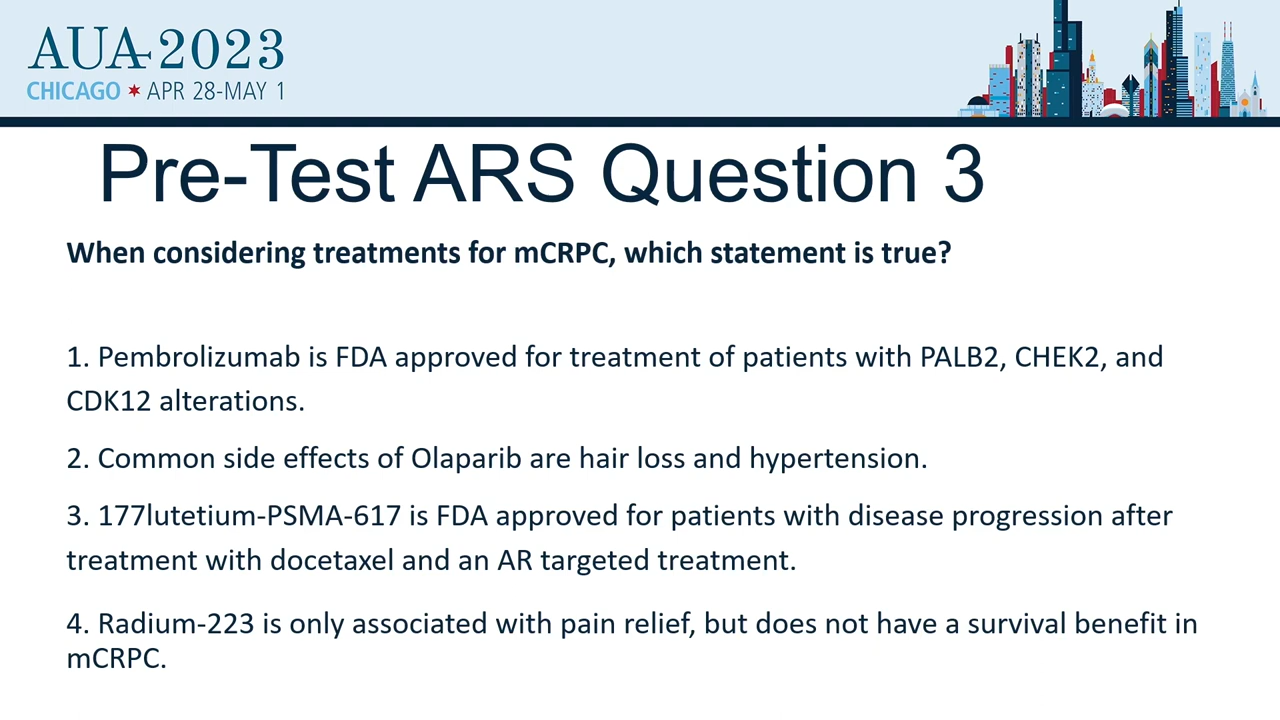 AUA 2023
CHICAGO ✶ APR 28-MAY 1
Pre-Test ARS Question 3
When considering treatments for mCRPC, which statement is true?
1. Pembrolizumab is FDA approved for treatment of patients with PALB2, CHEK2, and
CDK12 alterations.
2. Common side effects of Olaparib are hair loss and hypertension.
3. 177lutetium-PSMA-617 is FDA approved for patients with disease progression after
treatment with docetaxel and an AR targeted treatment.
4. Radium-223 is only associated with pain relief, but does not have a survival benefit in
mCRPC.